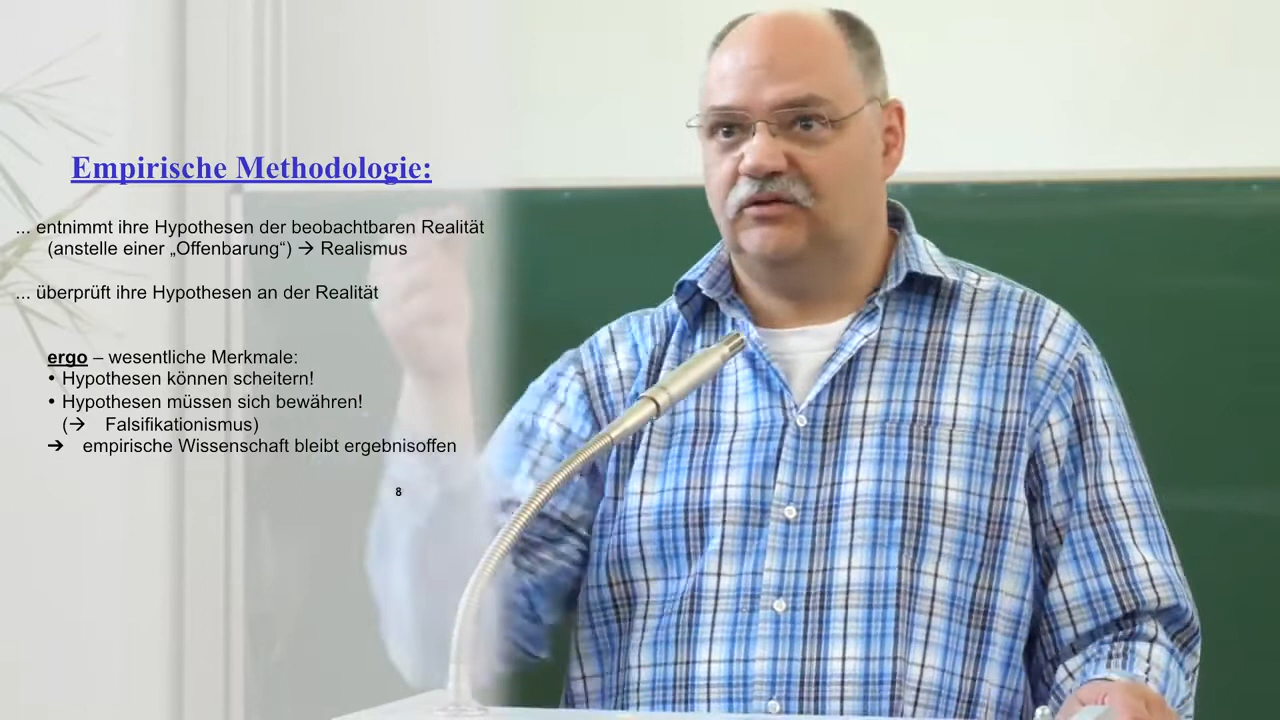 Empirische Methodologie:
... entnimmt ihre Hypothesen der beobachtbaren Realität
(anstelle einer „Offenbarung“) → Realismus
... überprüft ihre Hypothesen an der Realität
ergo – wesentliche Merkmale:
• Hypothesen können scheitern!
• Hypothesen müssen sich bewähren!
(→ Falsifikationismus)
➔ empirische Wissenschaft bleibt ergebnisoffen
8